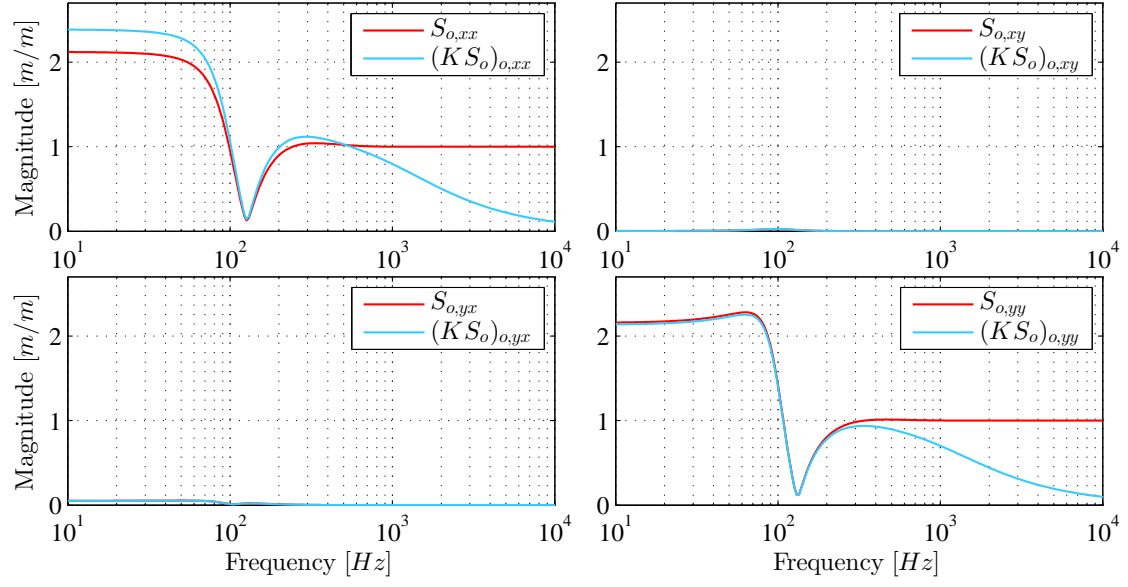 S_{o,xx}
(KS_o)_{o,xx}
Magnitude [m/m]
2
1
0
10^1 10^2 10^3 10^4
S_{o,xy}
(KS_o)_{o,xy}
2
1
0
10^1 10^2 10^3 10^4
S_{o,yx}
(KS_o)_{o,yx}
Magnitude [m/m]
2
1
0
10^1 10^2 10^3 10^4
Frequency [Hz]
S_{o,yy}
(KS_o)_{o,yy}
2
1
0
10^1 10^2 10^3 10^4
Frequency [Hz]